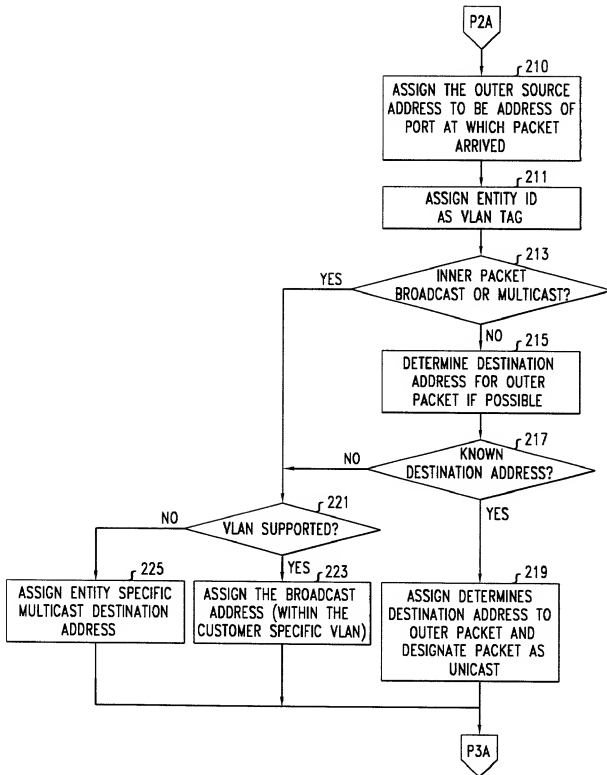 P2A
210
ASSIGN THE OUTER SOURCE
ADDRESS TO BE ADDRESS OF
PORT AT WHICH PACKET
ARRIVED
211
ASSIGN ENTITY ID
AS VLAN TAG
213
YES
INNER PACKET
BROADCAST OR MULTICAST?
NO
215
DETERMINE DESTINATION
ADDRESS FOR OUTER
PACKET IF POSSIBLE
217
NO
KNOWN
DESTINATION ADDRESS?
YES
221
NO
VLAN SUPPORTED?
YES
225
ASSIGN ENTITY SPECIFIC
MULTICAST DESTINATION
ADDRESS
223
ASSIGN THE BROADCAST
ADDRESS (WITHIN THE
CUSTOMER SPECIFIC VLAN)
219
ASSIGN DETERMINES
DESTINATION ADDRESS TO
OUTER PACKET AND
DESIGNATE PACKET AS
UNICAST
P3A